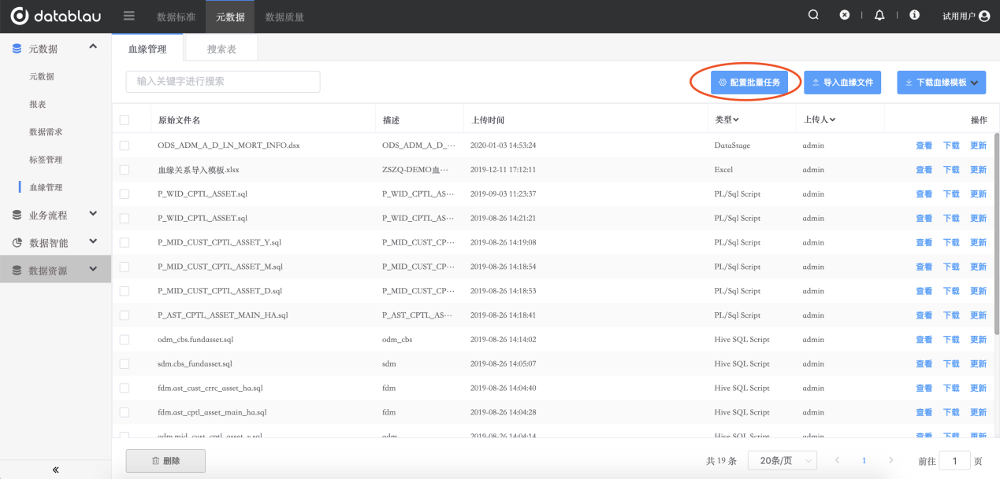 datablau 数据标准 元数据 数据质量 试用用户
元数据
元数据
报表
数据需求
标签管理
血缘管理
业务流程
数据智能
数据资源
血缘管理 搜索表
输入关键字进行搜索 配置批量任务 导入血缘文件 下载血缘模板
原始文件名 描述 上传时间 类型 上传人 操作
ODS_ADM_A_D_LN_MORT_INFO.dsx ODS_ADM_A_D_··· 2020-01-03 14:53:24 DataStage admin 查看 下载 更新
血缘关系导入模板.xlsx ZSZQ-DEMO血··· 2019-12-11 17:12:11 Excel admin 查看 下载 更新
P_WID_CPTL_ASSET.sql P_WID_CPTL_AS··· 2019-09-03 11:23:37 PL/Sql Script admin 查看 下载 更新
P_WID_CPTL_ASSET.sql P_WID_CPTL_AS··· 2019-08-26 14:21:21 PL/Sql Script admin 查看 下载 更新
P_MID_CUST_CPTL_ASSET_Y.sql P_MID_CUST_CP··· 2019-08-26 14:19:08 PL/Sql Script admin 查看 下载 更新
P_MID_CUST_CPTL_ASSET_M.sql P_MID_CUST_CP··· 2019-08-26 14:18:54 PL/Sql Script admin 查看 下载 更新
P_MID_CUST_CPTL_ASSET_D.sql P_MID_CUST_CP··· 2019-08-26 14:18:53 PL/Sql Script admin 查看 下载 更新
P_AST_CPTL_ASSET_MAIN_HA.sql P_AST_CPTL_AS··· 2019-08-26 14:18:41 PL/Sql Script admin 查看 下载 更新
odm_cbs.fundasset.sql odm_cbs 2019-08-26 14:14:02 Hive SQL Script admin 查看 下载 更新
sdm.cbs_fundasset.sql sdm 2019-08-26 14:05:07 Hive SQL Script admin 查看 下载 更新
fdm.ast_cust_crrc_asset_ha.sql fdm 2019-08-26 14:04:40 Hive SQL Script admin 查看 下载 更新
fdm.ast_cptl_asset_main_ha.sql fdm 2019-08-26 14:04:28 Hive SQL Script admin 查看 下载 更新
2019-08-26 14:04:14 Hive SQL Script admin 查看 下载 更新
删除 共 19 条 20条/页 1 前往 1 页